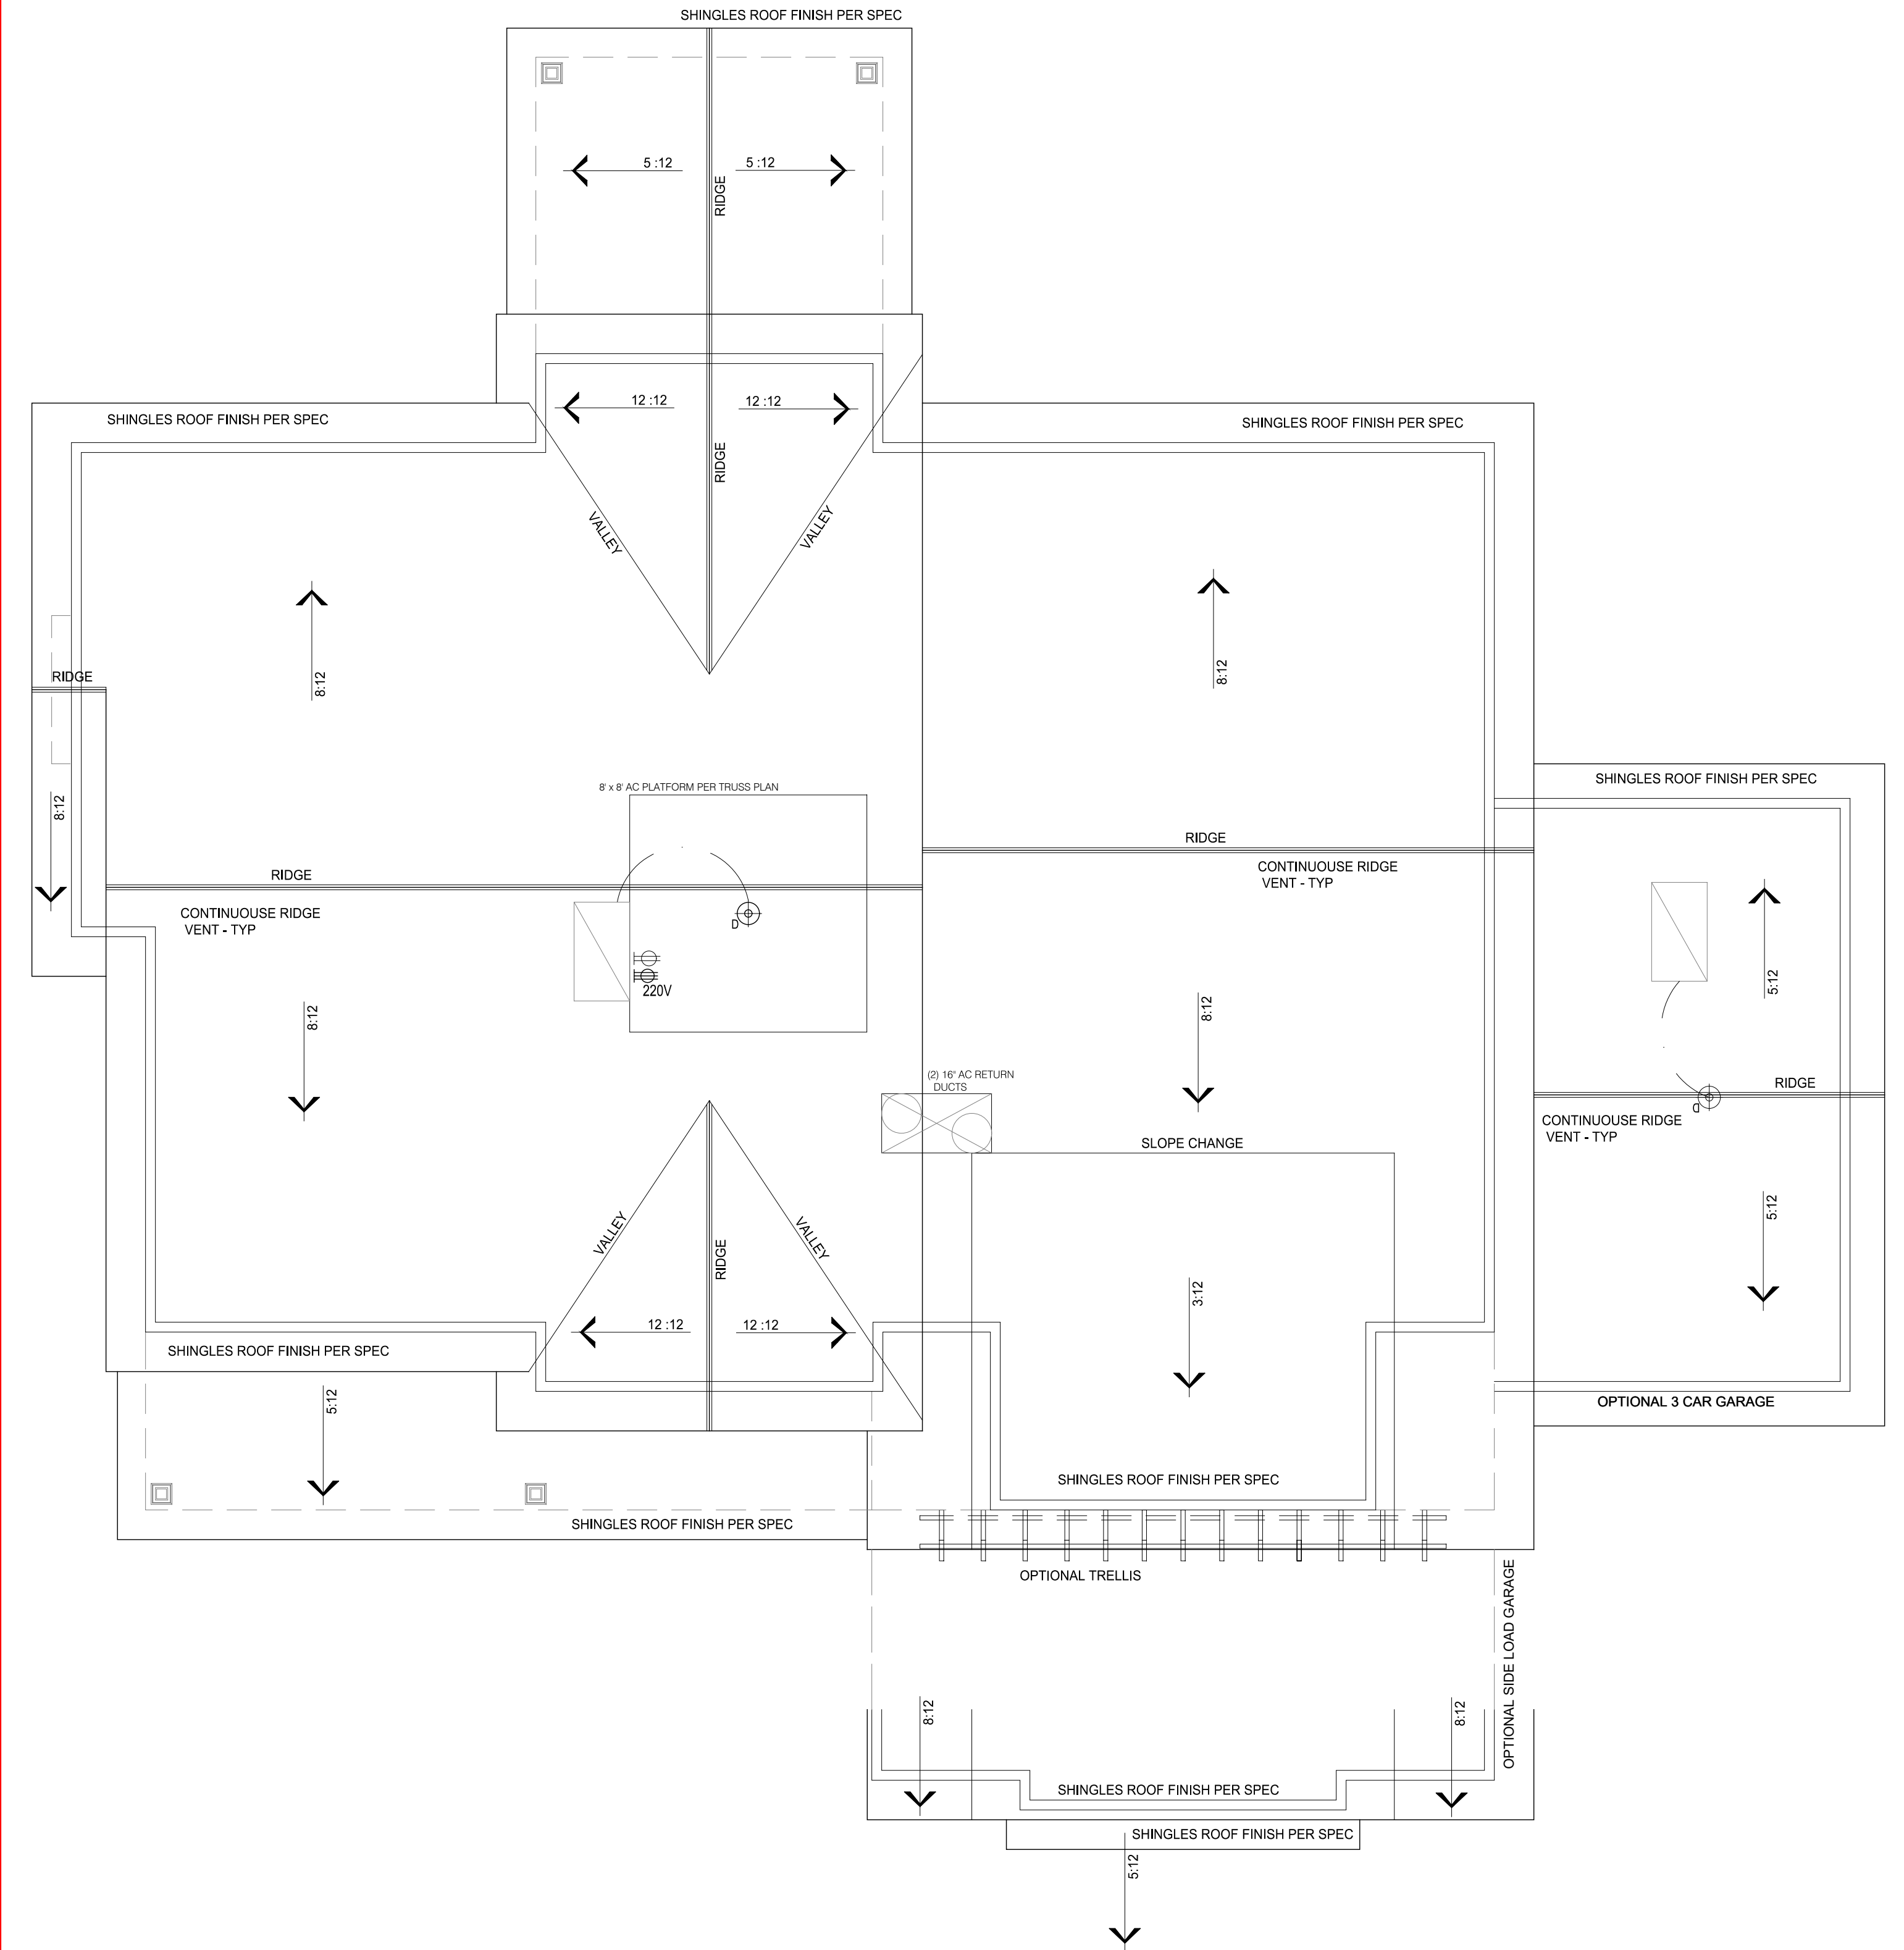 SHINGLES ROOF FINISH PER SPEC
5 :12
5 :12
RIDGE
12 :12
12 :12
RIDGE
SHINGLES ROOF FINISH PER SPEC
SHINGLES ROOF FINISH PER SPEC
VALLEY
VALLEY
RIDGE
8:12
8:12
8:12
8' x 8' AC PLATFORM PER TRUSS PLAN
SHINGLES ROOF FINISH PER SPEC
RIDGE
CONTINUOUSE RIDGE
VENT - TYP
RIDGE
CONTINUOUSE RIDGE
VENT - TYP
D
220V
8:12
8:12
5:12
(2) 16" AC RETURN
DUCTS
RIDGE
D
CONTINUOUSE RIDGE
VENT - TYP
SLOPE CHANGE
VALLEY
VALLEY
RIDGE
3:12
5:12
12 :12
12 :12
SHINGLES ROOF FINISH PER SPEC
5:12
OPTIONAL 3 CAR GARAGE
SHINGLES ROOF FINISH PER SPEC
SHINGLES ROOF FINISH PER SPEC
OPTIONAL TRELLIS
OPTIONAL SIDE LOAD GARAGE
8:12
8:12
SHINGLES ROOF FINISH PER SPEC
SHINGLES ROOF FINISH PER SPEC
5:12